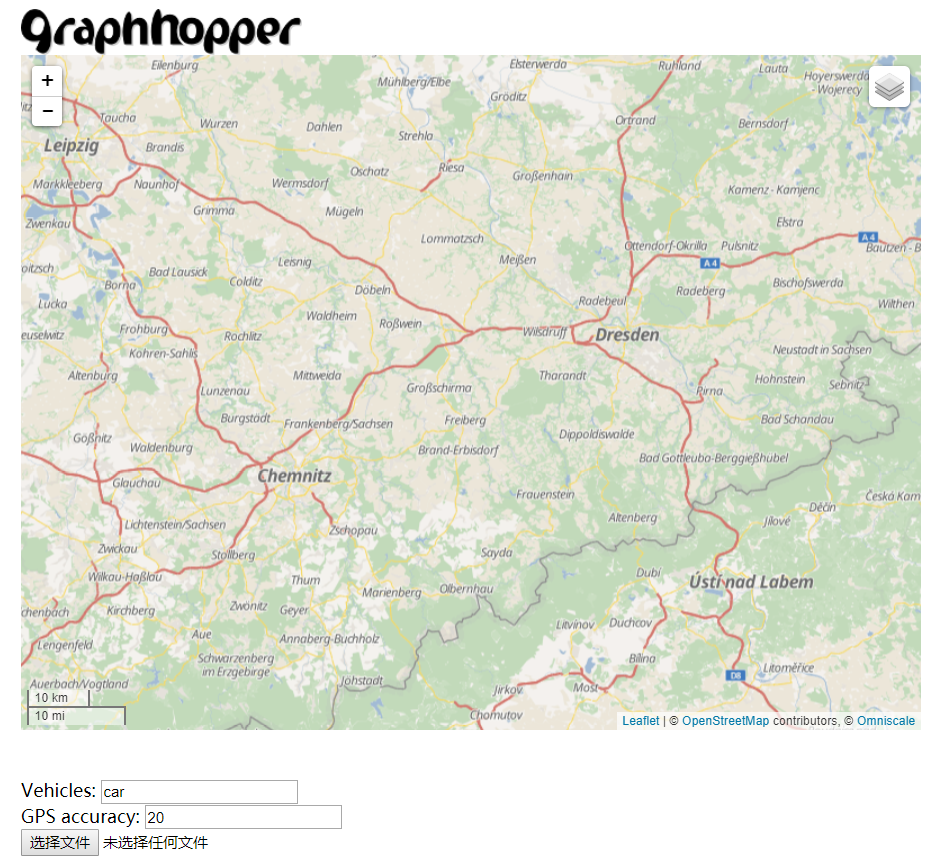 graphhopper
Eilenburg
Elsterwerda
Ruhland
Lauta
Mühlberg/Elbe
Hoyerswerda
- Wojerecy
+
Gröditz
−
Taucha
Wurzen
Dahlen
Strehla
Ortrand
Bernsdorf
Leipzig
Brandis
Riesa
Oschatz
Großenhain
Markkleeberg
Naunhof
Wermsdorf
Kamenz - Kamjenc
Grimma
Mügeln
Zwenkau
Elstra
Lommatzsch
A 4
Ottendorf-Okrilla
Pulsnitz
Bautzen - B
Meißen
Leisnig
A 4
oitzsch
Bad Lausick
Colditz
Borna
Döbeln
Radeberg
Bischofswerda
Lucka
Radebeul
Wilthen
Waldheim
Roßwein
Frohburg
Rochlitz
Wilsdruff
Dresden
euselwitz
Kohren-Sahlis
Neustadt in Sachsen
Altenburg
Mittweida
Tharandt
Hohnstein
Sebnitz
Lunzenau
Großschirma
Pirna
Burgstädt
Frankenberg/Sachsen
Freiberg
Bad Schandau
Gößnitz
Dippoldiswalde
Waldenburg
Brand-Erbisdorf
Bad Gottleuba-Berggießhübel
Chemnitz
Glauchau
Frauenstein
Česká Kam
Děčín
Lichtenstein/Sachsen
Zschopau
Altenberg
Jílové
Zwickau
Stollberg
Sayda
Wilkau-Haßlau
Thum
Dubí
Ústí nad Labem
Marienberg
Olbernhau
chenbach
Kirchberg
Zwönitz
Geyer
Litvínov
Duchcov
Aue
Annaberg-Buchholz
Lengenfeld
Schwarzenberg
im Erzgebirge
Bílina
Litoměřice
D8
Auerbach/Vogtland
Johstadt
Jirkov
Most
10 km
Chomutov
10 mi
Leaflet | © OpenStreetMap contributors, © Omniscale
Vehicles: car
GPS accuracy: 20
选择文件 未选择任何文件